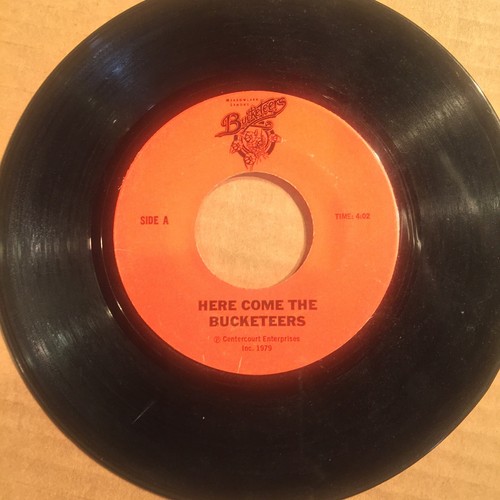 Bucketeers
SIDE A
TIME: 4:02
HERE COME THE
BUCKETEERS
℗ Centercourt Enterprises
Inc. 1975